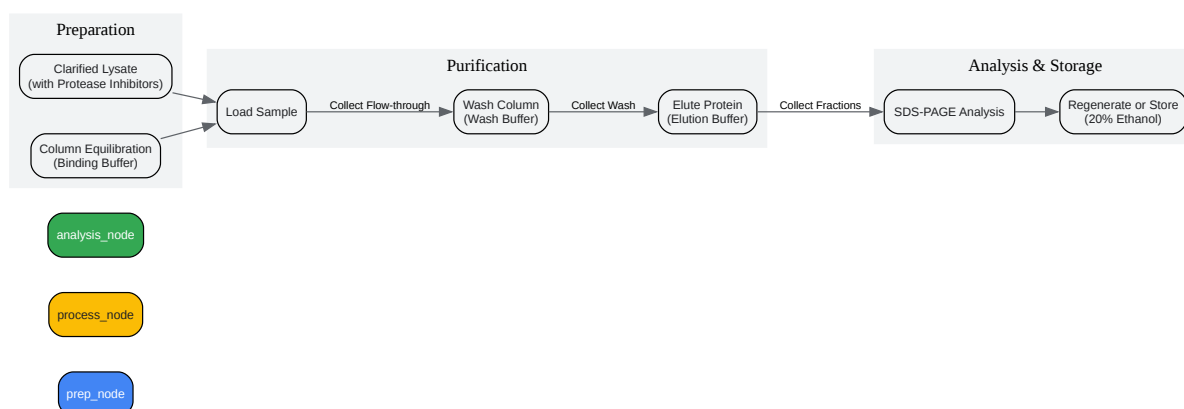 Preparation
Clarified Lysate
(with Protease Inhibitors)
Column Equilibration
(Binding Buffer)
Purification
Load Sample
Collect Flow-through
Wash Column
(Wash Buffer)
Collect Wash
Elute Protein
(Elution Buffer)
Collect Fractions
Analysis & Storage
SDS-PAGE Analysis
Regenerate or Store
(20% Ethanol)
analysis_node
process_node
prep_node